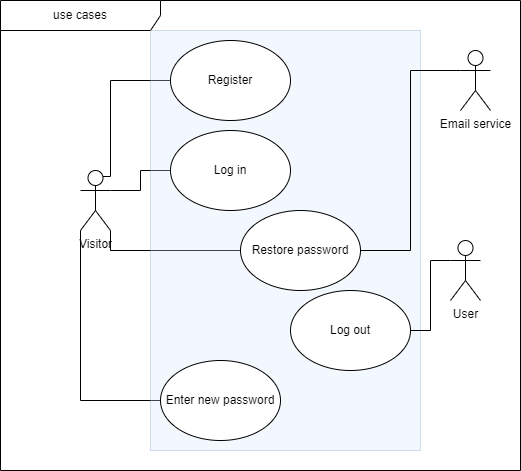 use cases
Register
Email service
Log in
Visitor
Restore password
User
Log out
Enter new password